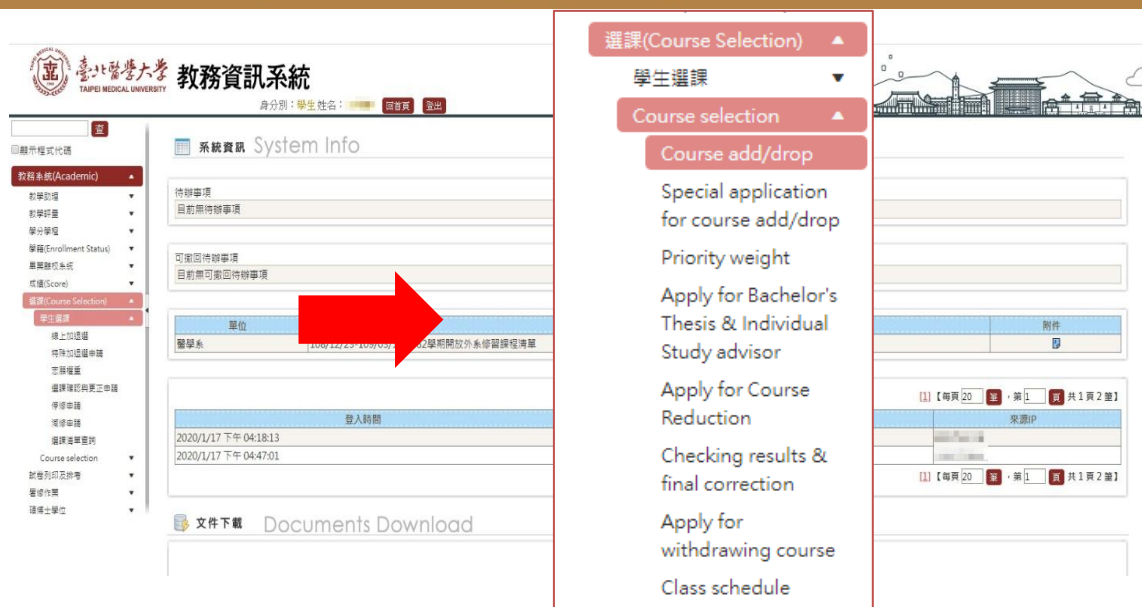 臺北醫學大學
TAIPEI MEDICAL UNIVERSITY
教務資訊系統
身分別：學生 姓名：
回首頁
登出
查
顯示程式代碼
教務系統(Academic)
教學助理
教學評量
學分學程
學籍(Enrollment Status)
畢業離校系統
成績(Score)
選課(Course Selection)
學生選課
線上加退選
特殊加退選申請
志願權重
選課確認與更正申請
停修申請
減修申請
選課清單查詢
Course selection
試卷列印及拚考
暑修作業
碩博士學位
系統資訊 System Info
待辦事項
目前無待辦事項
可撤回待辦事項
目前無可撤回待辦事項
單位
附件
醫學系
02學期開放外系修習課程清單
[1]【每頁20 筆，第1 頁 共1頁2筆】
登入時間
來源IP
2020/1/17 下午 04:18:13
2020/1/17 下午 04:47:01
[1]【每頁20 筆，第1 頁 共1頁2筆】
文件下載 Documents Download
選課(Course Selection)
學生選課
Course selection
Course add/drop
Special application
for course add/drop
Priority weight
Apply for Bachelor's
Thesis & Individual
Study advisor
Apply for Course
Reduction
Checking results &
final correction
Apply for
withdrawing course
Class schedule